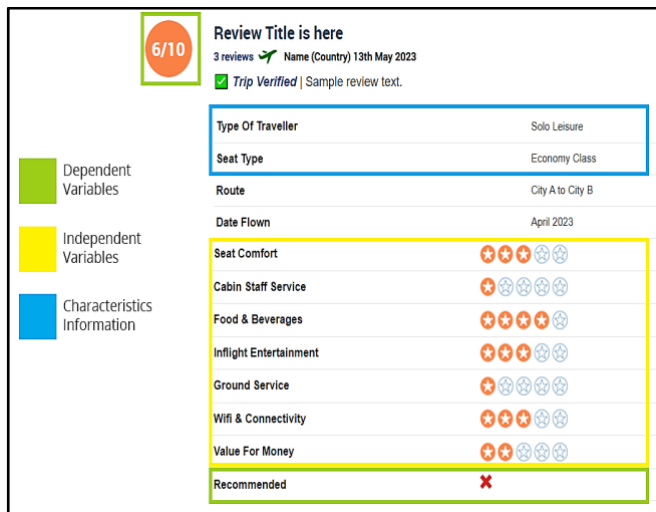 6/10
Review Title is here
3 reviews Name (Country) 13th May 2023
Trip Verified | Sample review text.
Type Of Traveller Solo Leisure
Seat Type Economy Class
Route City A to City B
Date Flown April 2023
Seat Comfort
Cabin Staff Service
Food & Beverages
Inflight Entertainment
Ground Service
Wifi & Connectivity
Value For Money
Recommended
Dependent
Variables
Independent
Variables
Characteristics
Information